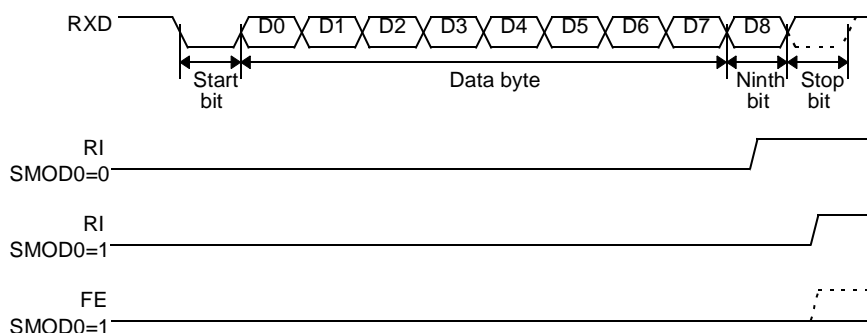 RXD
D0 D1 D2 D3 D4 D5 D6 D7 D8
Start bit
Data byte
Ninth bit
Stop bit
RI
SMOD0=0
RI
SMOD0=1
FE
SMOD0=1